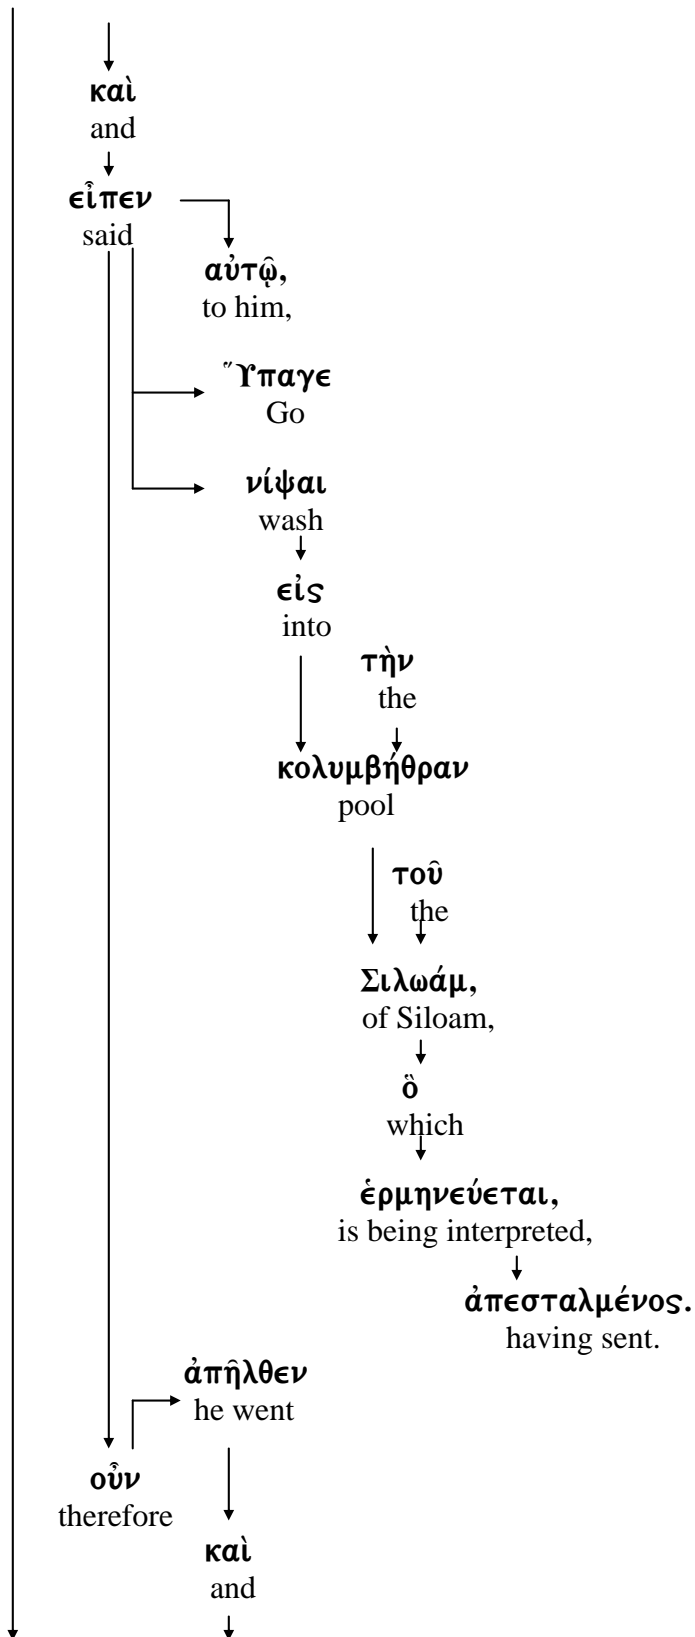 καὶ
and
εἶπεν
said
αὐτῷ,
to him,
Ὕπαγε
Go
νίψαι
wash
εἰς
into
τὴν
the
κολυμβήθραν
pool
τοῦ
the
Σιλωάμ,
of Siloam,
ὃ
which
ἑρμηνεύεται,
is being interpreted,
ἀπεσταλμένος.
having sent.
ἀπῆλθεν
he went
οὖν
therefore
καὶ
and